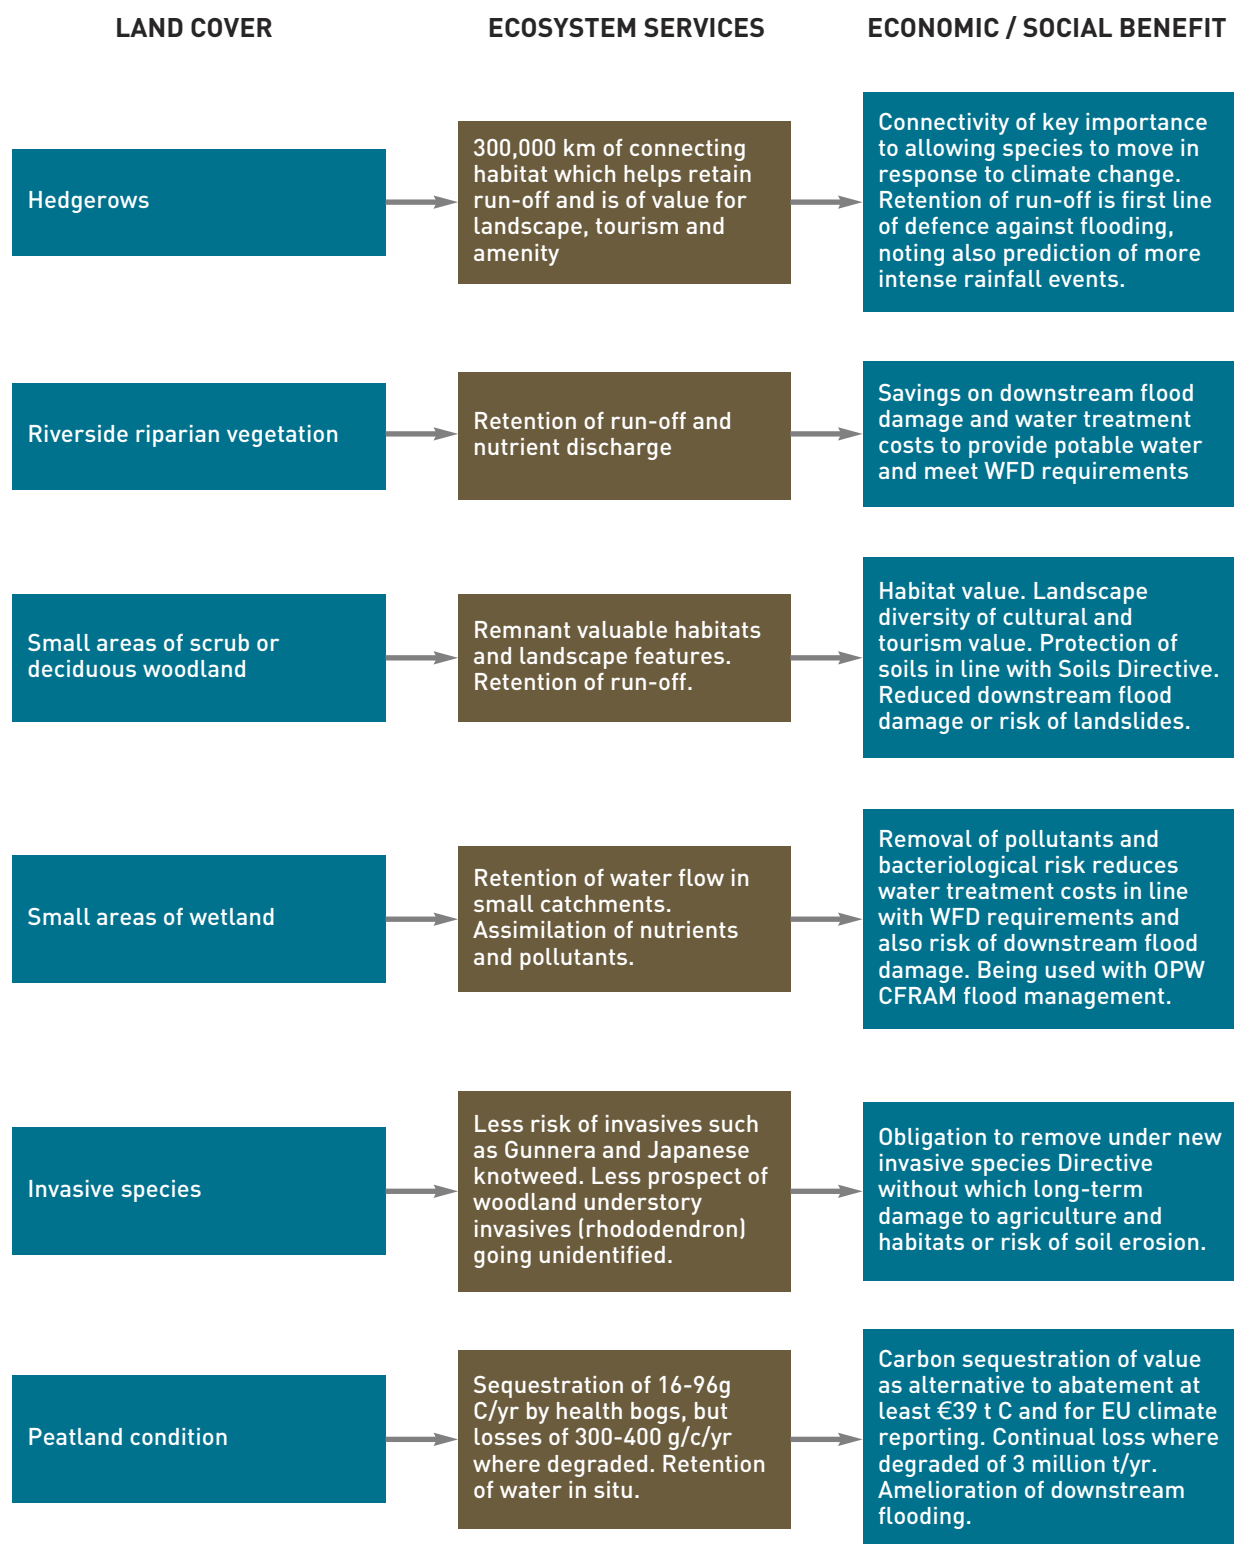 LAND COVER
ECOSYSTEM SERVICES
ECONOMIC / SOCIAL BENEFIT
Hedgerows
300,000 km of connecting
habitat which helps retain
run-off and is of value for
landscape, tourism and
amenity
Connectivity of key importance
to allowing species to move in
response to climate change.
Retention of run-off is first line
of defence against flooding,
noting also prediction of more
intense rainfall events.
Riverside riparian vegetation
Retention of run-off and
nutrient discharge
Savings on downstream flood
damage and water treatment
costs to provide potable water
and meet WFD requirements
Small areas of scrub or
deciduous woodland
Remnant valuable habitats
and landscape features.
Retention of run-off.
Habitat value. Landscape
diversity of cultural and
tourism value. Protection of
soils in line with Soils Directive.
Reduced downstream flood
damage or risk of landslides.
Small areas of wetland
Retention of water flow in
small catchments.
Assimilation of nutrients
and pollutants.
Removal of pollutants and
bacteriological risk reduces
water treatment costs in line
with WFD requirements and
also risk of downstream flood
damage. Being used with OPW
CFRAM flood management.
Invasive species
Less risk of invasives such
as Gunnera and Japanese
knotweed. Less prospect of
woodland understory
invasives (rhododendron)
going unidentified.
Obligation to remove under new
invasive species Directive
without which long-term
damage to agriculture and
habitats or risk of soil erosion.
Peatland condition
Sequestration of 16-96g
C/yr by health bogs, but
losses of 300-400 g/c/yr
where degraded. Retention
of water in situ.
Carbon sequestration of value
as alternative to abatement at
least €39 t C and for EU climate
reporting. Continual loss where
degraded of 3 million t/yr.
Amelioration of downstream
flooding.